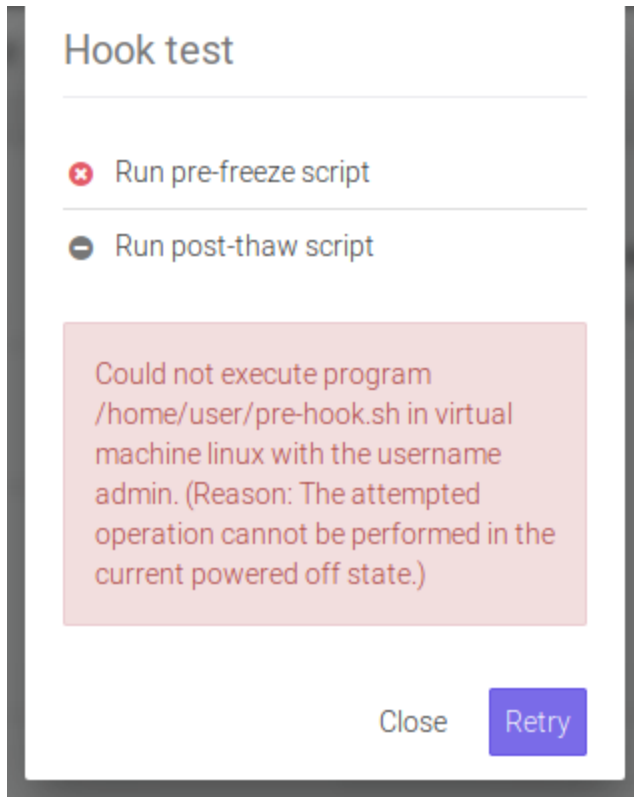 Hook test
Run pre-freeze script
Run post-thaw script
Could not execute program
/home/user/pre-hook.sh in virtual
machine linux with the username
admin. (Reason: The attempted
operation cannot be performed in the
current powered off state.)
Close
Retry